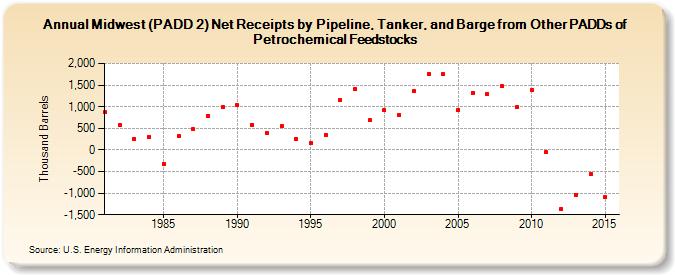 Annual Midwest (PADD 2) Net Receipts by Pipeline, Tanker, and Barge from Other PADDs of
Petrochemical Feedstocks
Thousand Barrels
2,000
1,500
1,000
500
0
-500
-1,000
-1,500
1985 1990 1995 2000 2005 2010 2015
Source: U.S. Energy Information Administration